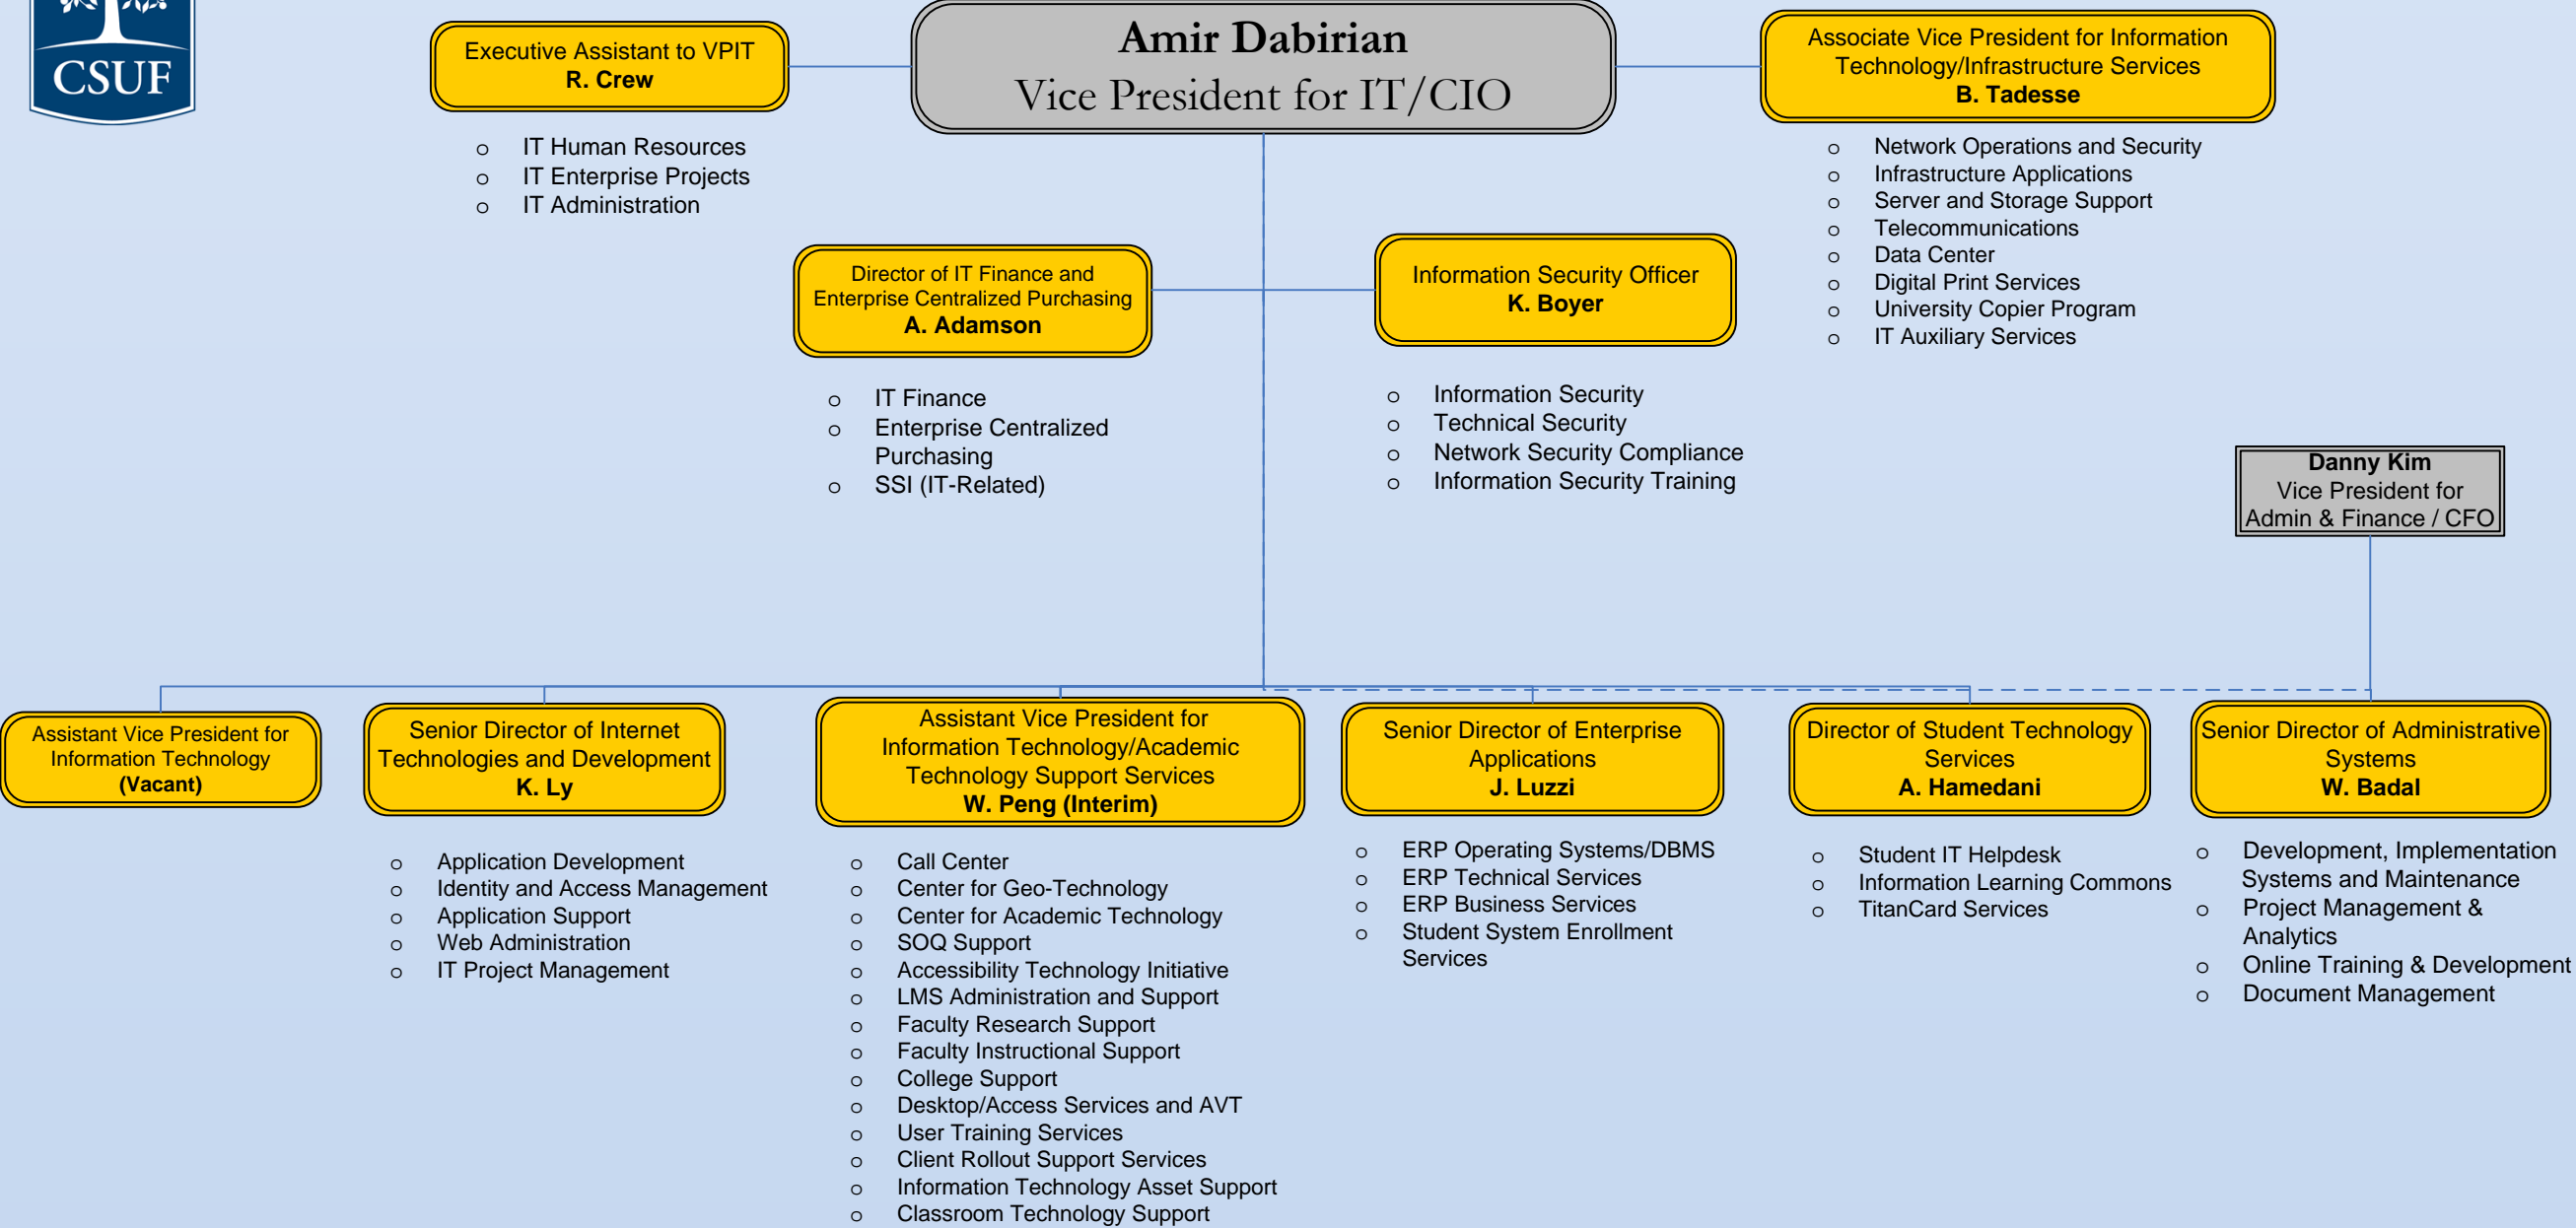 CSUF
Executive Assistant to VPIT
R. Crew
o IT Human Resources
o IT Enterprise Projects
o IT Administration
Amir Dabirian
Vice President for IT/CIO
Associate Vice President for Information
Technology/Infrastructure Services
B. Tadesse
o Network Operations and Security
o Infrastructure Applications
o Server and Storage Support
o Telecommunications
o Data Center
o Digital Print Services
o University Copier Program
o IT Auxiliary Services
Director of IT Finance and
Enterprise Centralized Purchasing
A. Adamson
o IT Finance
o Enterprise Centralized
Purchasing
o SSI (IT-Related)
Information Security Officer
K. Boyer
o Information Security
o Technical Security
o Network Security Compliance
o Information Security Training
Danny Kim
Vice President for
Admin & Finance / CFO
Assistant Vice President for
Information Technology
(Vacant)
Senior Director of Internet
Technologies and Development
K. Ly
o Application Development
o Identity and Access Management
o Application Support
o Web Administration
o IT Project Management
Assistant Vice President for
Information Technology/Academic
Technology Support Services
W. Peng (Interim)
o Call Center
o Center for Geo-Technology
o Center for Academic Technology
o SOQ Support
o Accessibility Technology Initiative
o LMS Administration and Support
o Faculty Research Support
o Faculty Instructional Support
o College Support
o Desktop/Access Services and AVT
o User Training Services
o Client Rollout Support Services
o Information Technology Asset Support
o Classroom Technology Support
Senior Director of Enterprise
Applications
J. Luzzi
o ERP Operating Systems/DBMS
o ERP Technical Services
o ERP Business Services
o Student System Enrollment
Services
Director of Student Technology
Services
A. Hamedani
o Student IT Helpdesk
o Information Learning Commons
o TitanCard Services
Senior Director of Administrative
Systems
W. Badal
o Development, Implementation
Systems and Maintenance
o Project Management &
Analytics
o Online Training & Development
o Document Management